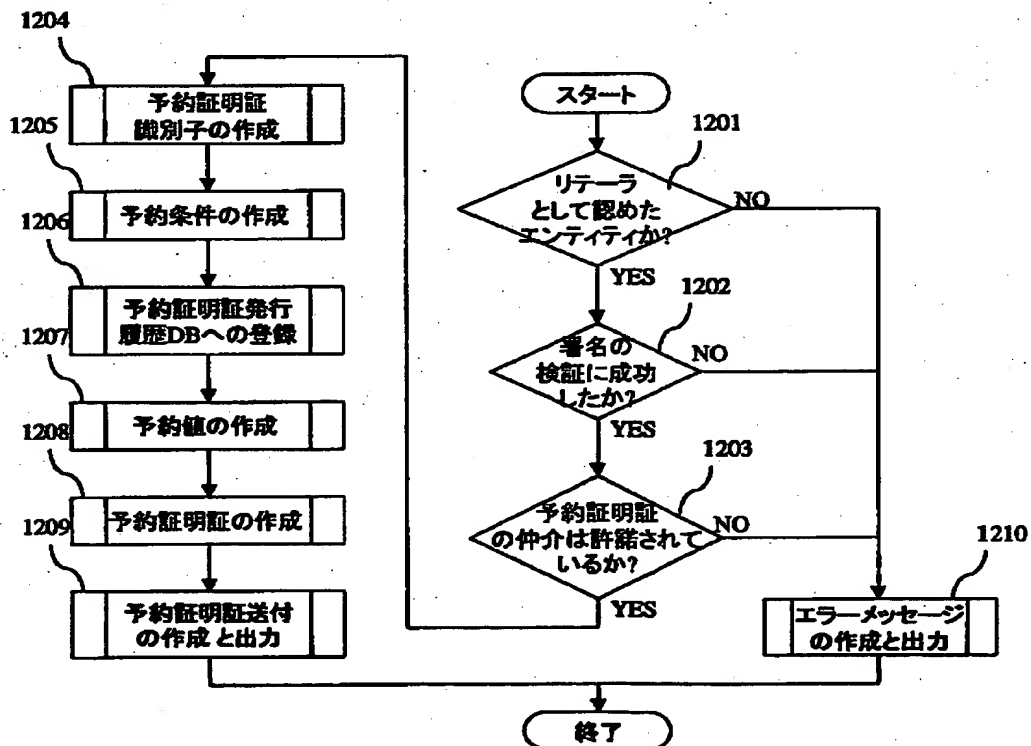 スタート
1201
リテーラ
として認めた
エンティティか?
NO
YES
1202
署名の
検証に成功
したか?
NO
YES
1203
予約証明証
の仲介は許諾されて
いるか?
NO
YES
1204
予約証明証
識別子の作成
1205
予約条件の作成
1206
予約証明証発行
履歴DBへの登録
1207
予約値の作成
1208
予約証明証の作成
1209
予約証明証送付
の作成と出力
1210
エラーメッセージ
の作成と出力
終了